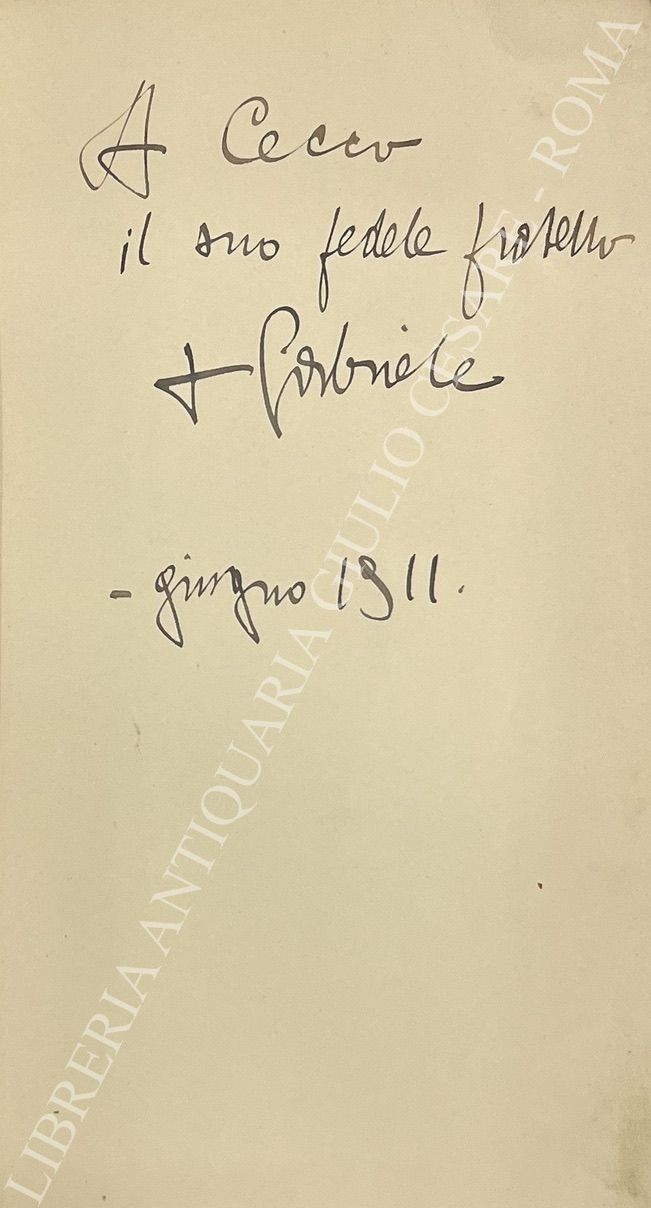 A Cecco
il suo fedele fratello
+ Gabriele
- giugno 1911.
LIBRERIA ANTIQUARIA GIULIO CESARE - ROMA